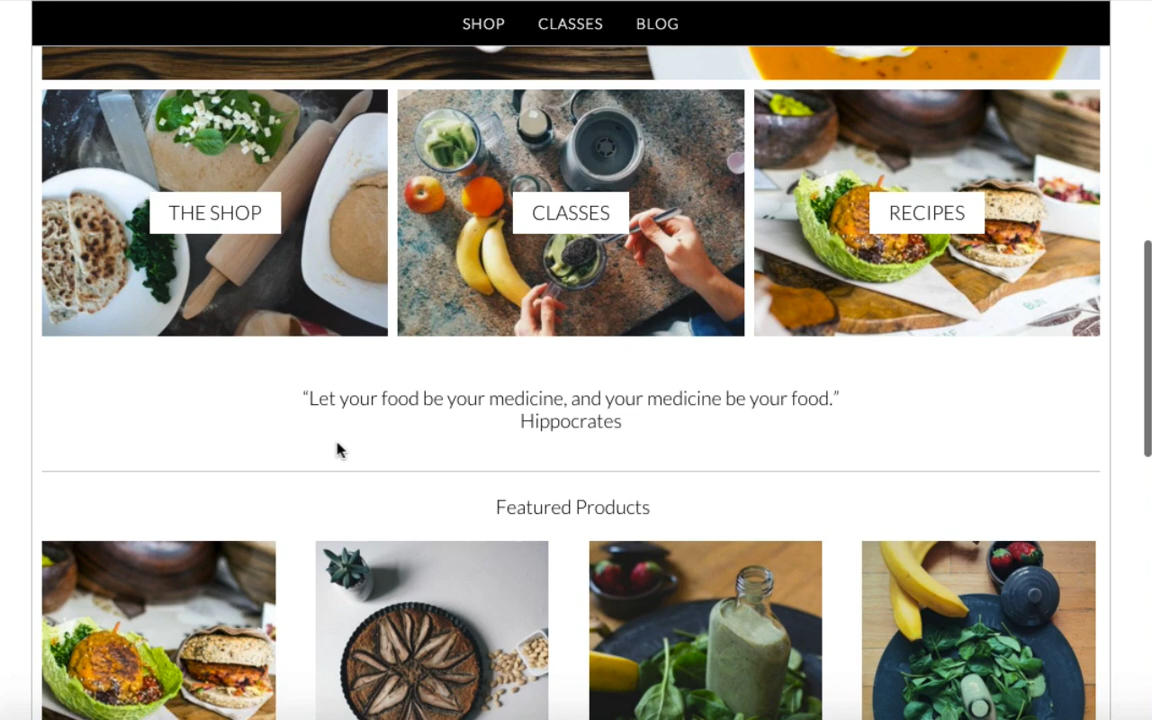 SHOP CLASSES BLOG
THE SHOP CLASSES RECIPES
“Let your food be your medicine, and your medicine be your food.”
Hippocrates
Featured Products